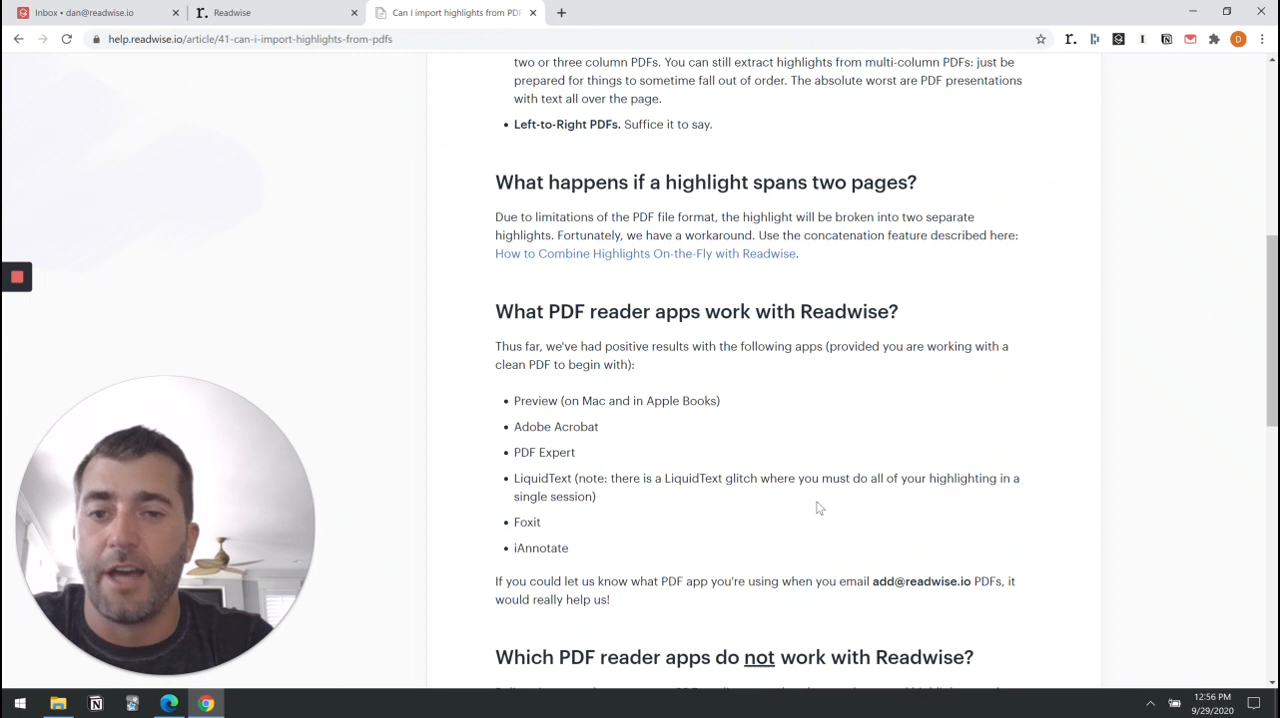 Inbox • dan@readwise.io
r. Readwise
Can I import highlights from PDF
help.readwise.io/article/41-can-i-import-highlights-from-pdfs
r.
D
two or three column PDFs. You can still extract highlights from multi-column PDFs: just be
prepared for things to sometime fall out of order. The absolute worst are PDF presentations
with text all over the page.
• Left-to-Right PDFs. Suffice it to say.
What happens if a highlight spans two pages?
Due to limitations of the PDF file format, the highlight will be broken into two separate
highlights. Fortunately, we have a workaround. Use the concatenation feature described here:
How to Combine Highlights On-the-Fly with Readwise.
What PDF reader apps work with Readwise?
Thus far, we've had positive results with the following apps (provided you are working with a
clean PDF to begin with):
• Preview (on Mac and in Apple Books)
• Adobe Acrobat
• PDF Expert
• LiquidText (note: there is a LiquidText glitch where you must do all of your highlighting in a
single session)
• Foxit
• iAnnotate
If you could let us know what PDF app you're using when you email add@readwise.io PDFs, it
would really help us!
Which PDF reader apps do not work with Readwise?
12:56 PM
9/29/2020